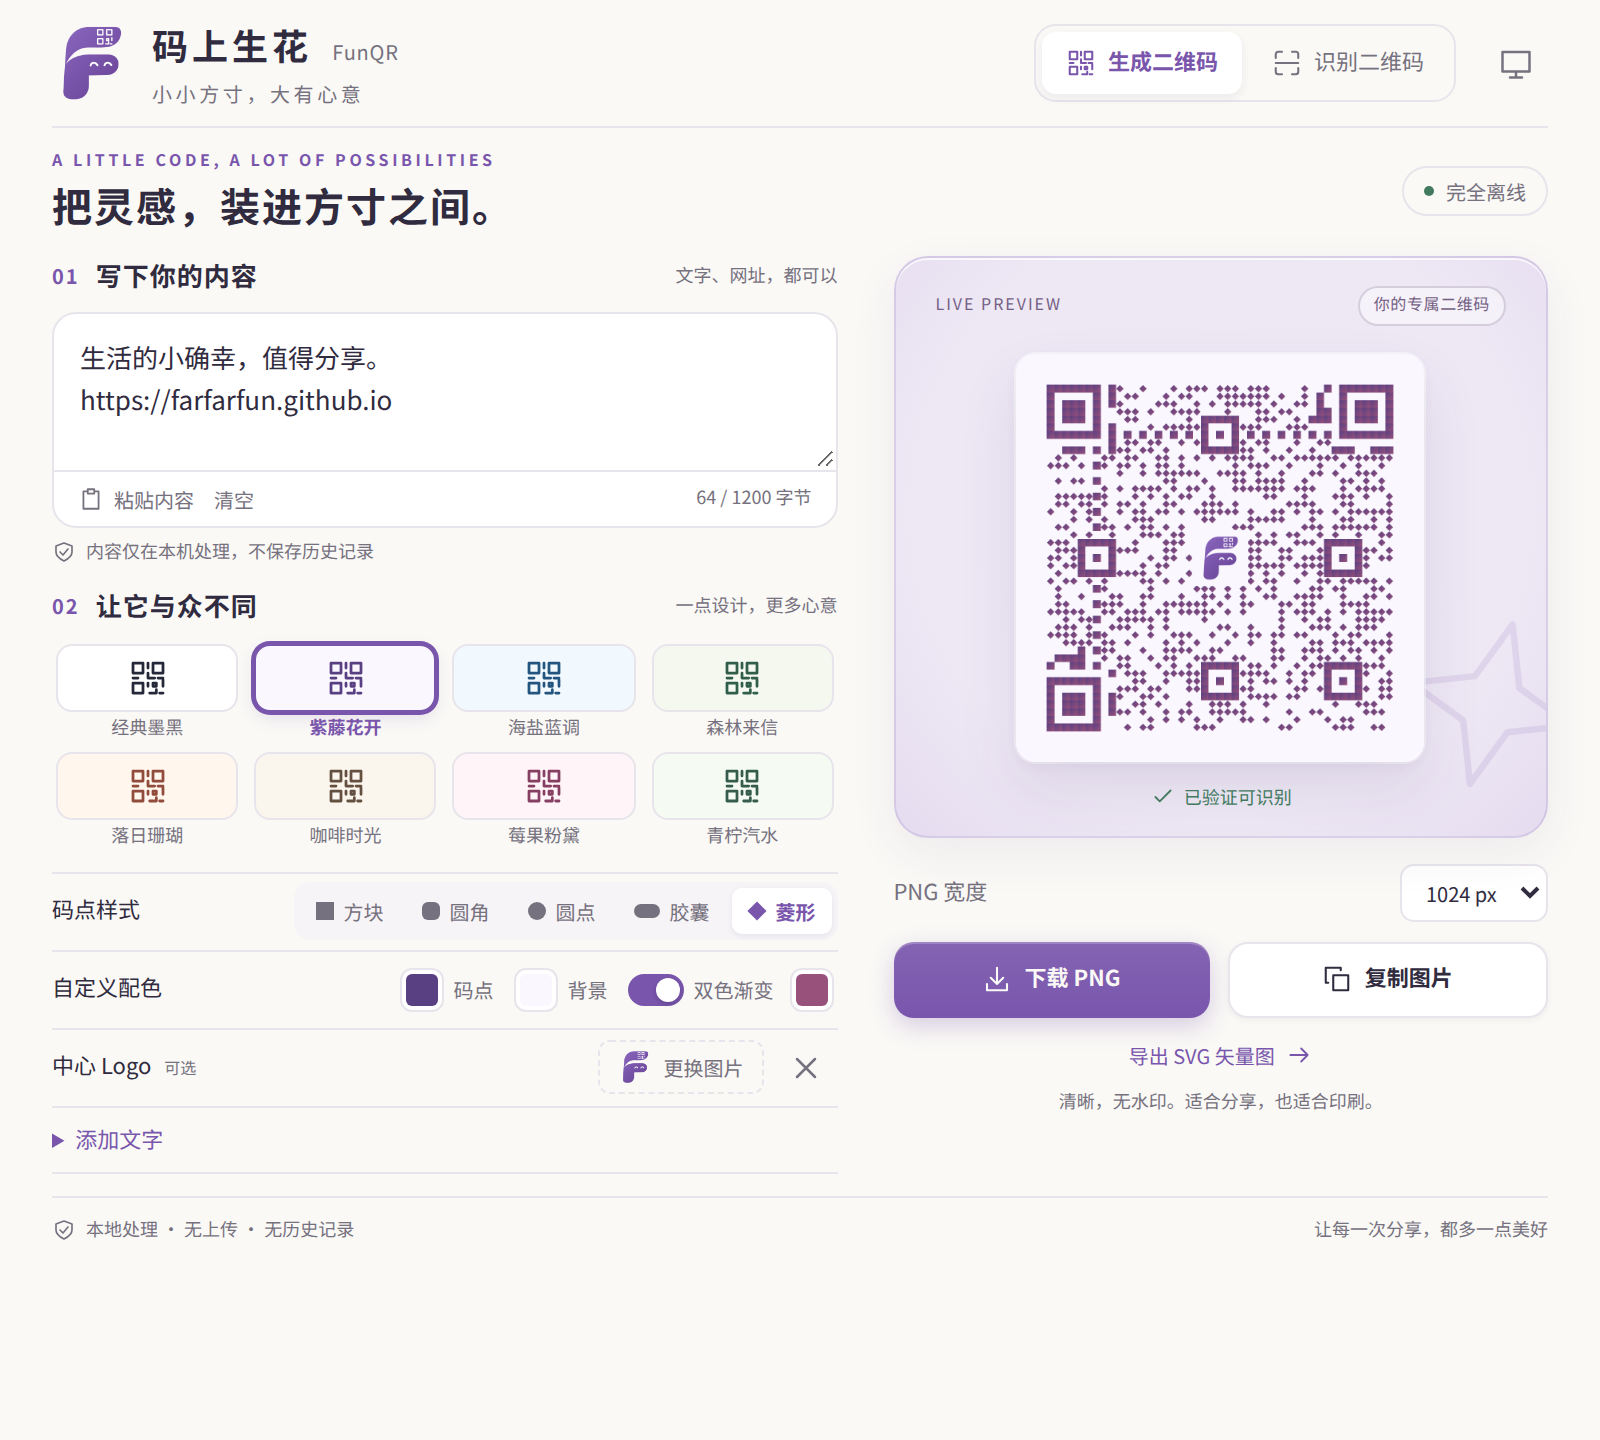 码上生花 FunQR
小小方寸，大有心意
生成二维码
识别二维码
A LITTLE CODE, A LOT OF POSSIBILITIES
把灵感，装进方寸之间。
完全离线
01 写下你的内容
文字、网址，都可以
生活的小确幸，值得分享。
https://farfarfun.github.io
粘贴内容 清空
64 / 1200 字节
内容仅在本机处理，不保存历史记录
02 让它与众不同
一点设计，更多心意
经典墨黑
紫藤花开
海盐蓝调
森林来信
落日珊瑚
咖啡时光
莓果粉黛
青柠汽水
码点样式
方块
圆角
圆点
胶囊
菱形
自定义配色
码点
背景
双色渐变
中心 Logo 可选
更换图片
添加文字
LIVE PREVIEW
你的专属二维码
已验证可识别
PNG 宽度
1024 px
下载 PNG
复制图片
导出 SVG 矢量图
清晰，无水印。适合分享，也适合印刷。
本地处理 · 无上传 · 无历史记录
让每一次分享，都多一点美好